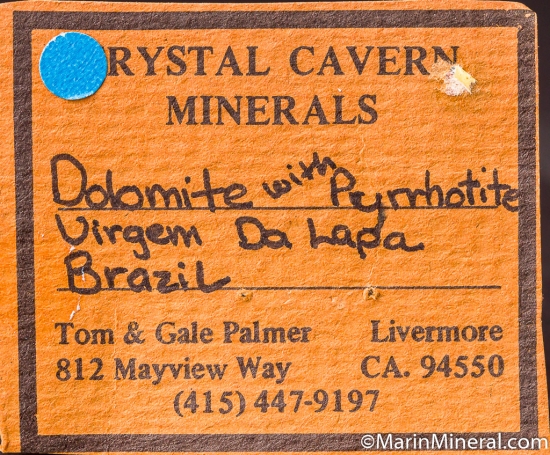 CRYSTAL CAVERN
MINERALS
Dolomite with Pyrrhotite
Virgem Da Lapa
Brazil
Tom & Gale Palmer Livermore
812 Mayview Way CA. 94550
(415) 447-9197
©MarinMineral.com